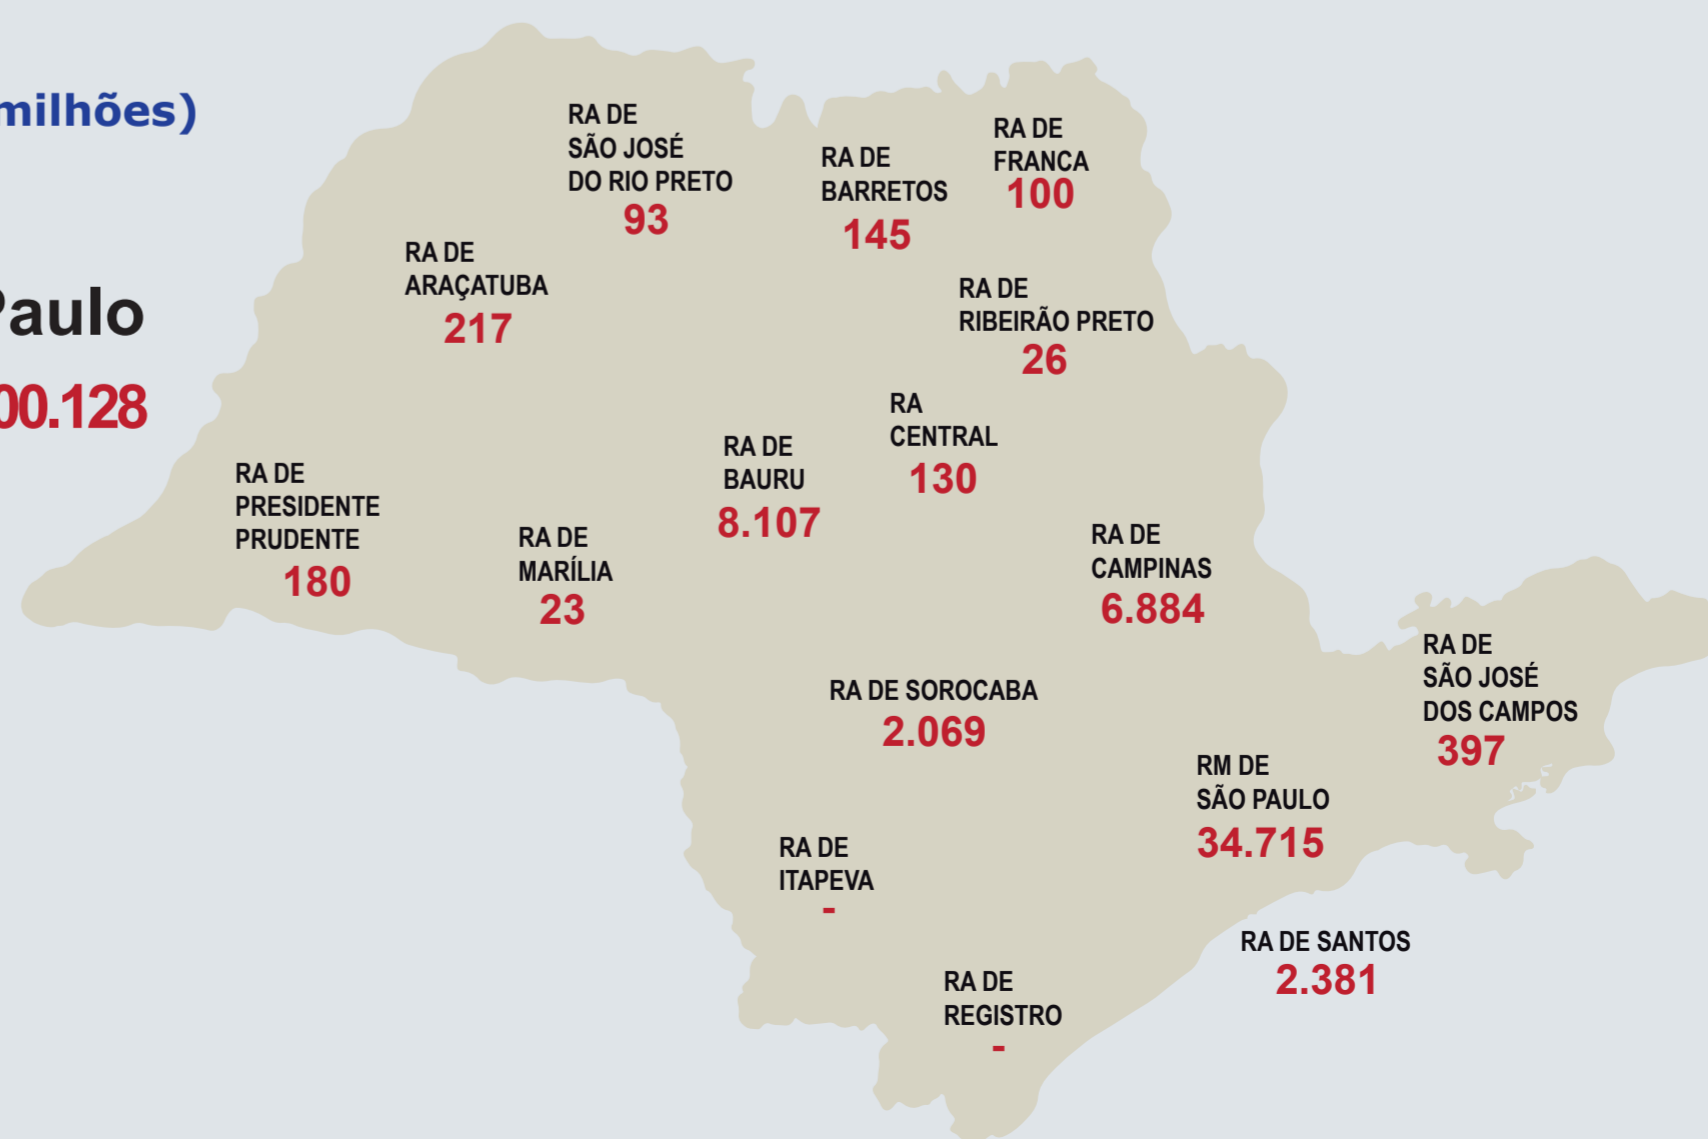 milhões)
Paulo
00.128
RA DE
SÃO JOSÉ
DO RIO PRETO
93
RA DE
BARRETOS
145
RA DE
FRANCA
100
RA DE
ARAÇATUBA
217
RA DE
RIBEIRÃO PRETO
26
RA
CENTRAL
130
RA DE
BAURU
8.107
RA DE
PRESIDENTE
PRUDENTE
180
RA DE
MARÍLIA
23
RA DE
CAMPINAS
6.884
RA DE
SÃO JOSÉ
DOS CAMPOS
397
RA DE SOROCABA
2.069
RM DE
SÃO PAULO
34.715
RA DE
ITAPEVA
-
RA DE SANTOS
2.381
RA DE
REGISTRO
-